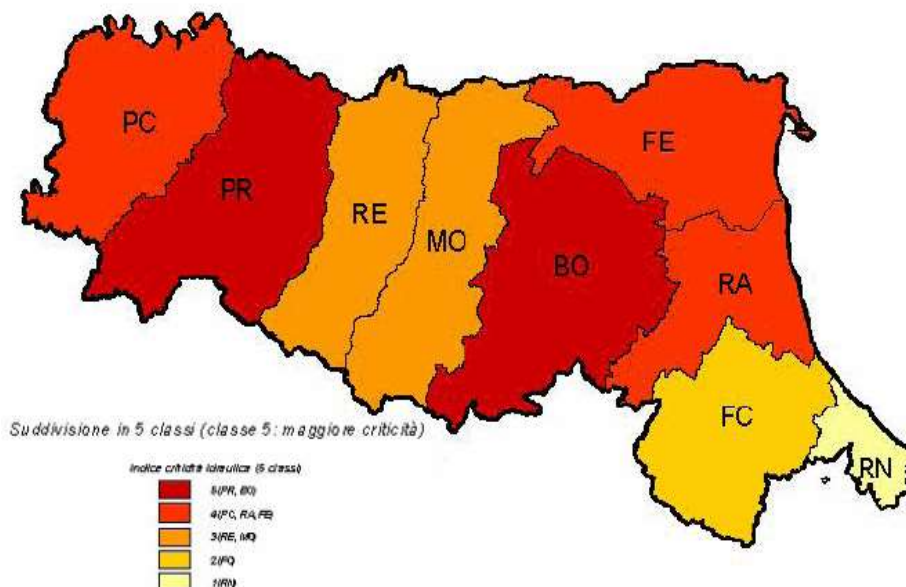 PC
FE
PR
RE
MO
BO
RA
FC
RN
Suddivisione in 5 classi (classe 5: maggiore criticità)
Indice criticità idraulica (5 classi)
5 (PR, BO)
4 (PC, RA, FE)
3 (RE, MO)
2 (FC)
1 (RN)